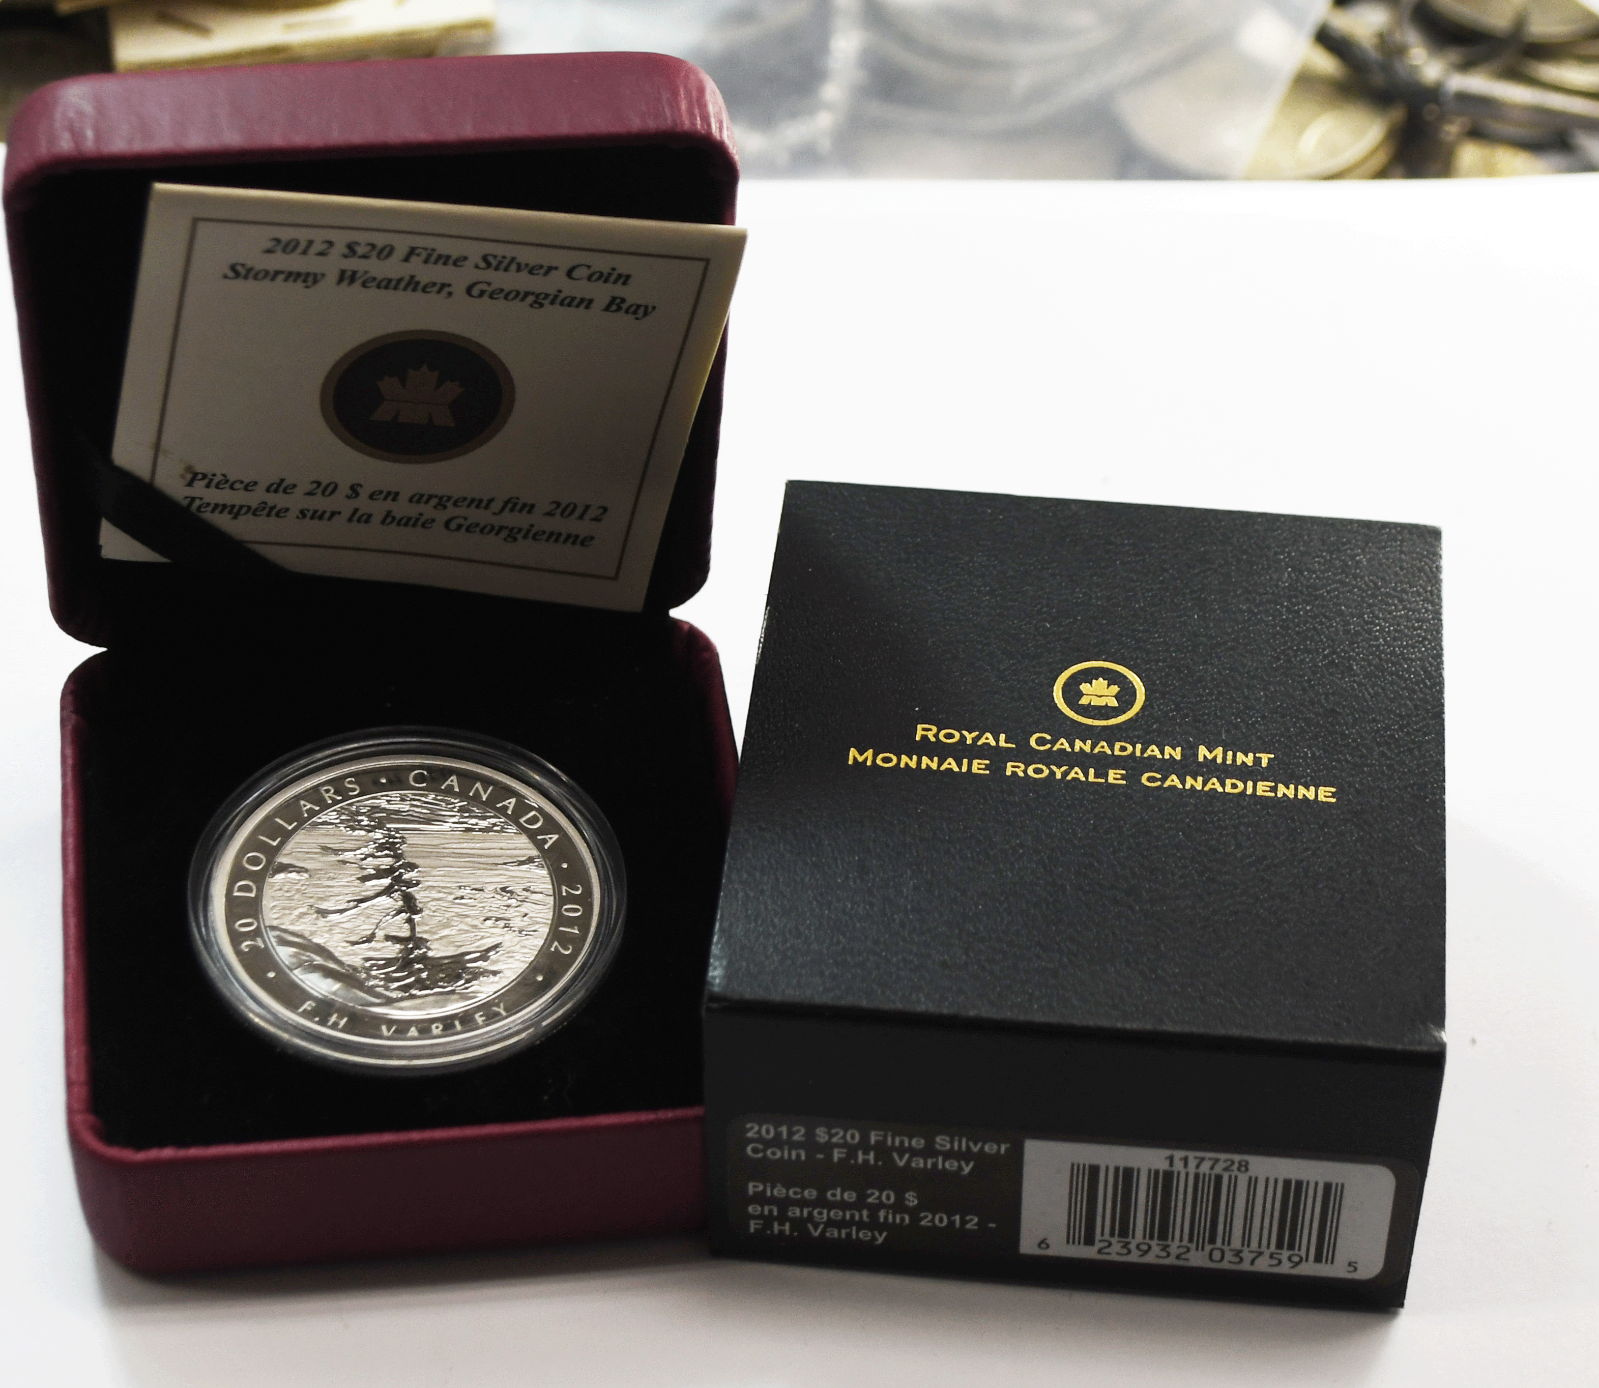 2012 $20 Fine Silver Coin
Stormy Weather, Georgian Bay
Pièce de 20 $ en argent fin 2012
Tempête sur la baie Georgienne
20 DOLLARS · CANADA · 2012 ·
F.H. VARLEY
ROYAL CANADIAN MINT
MONNAIE ROYALE CANADIENNE
2012 $20 Fine Silver
Coin - F.H. Varley
Pièce de 20 $
en argent fin 2012 -
F.H. Varley
117728
6 23932 03759 5